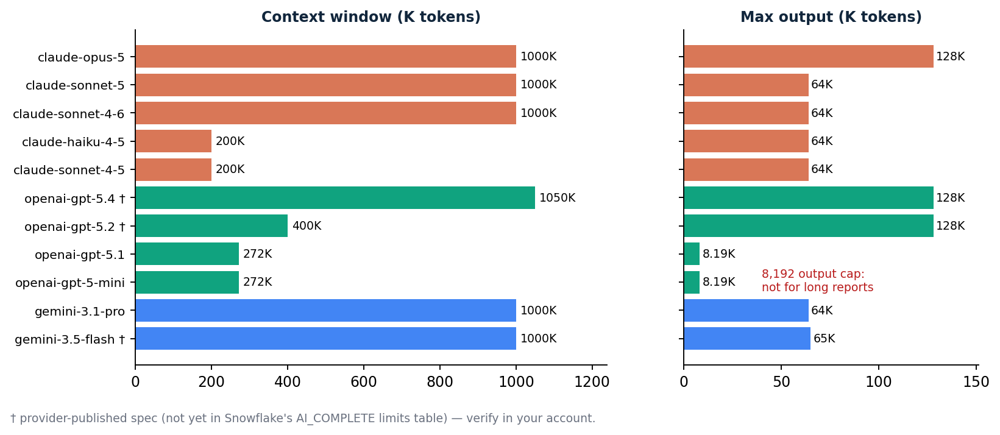 Context window (K tokens)
claude-opus-5 1000K
claude-sonnet-5 1000K
claude-sonnet-4-6 1000K
claude-haiku-4-5 200K
claude-sonnet-4-5 200K
openai-gpt-5.4 † 1050K
openai-gpt-5.2 † 400K
openai-gpt-5.1 272K
openai-gpt-5-mini 272K
gemini-3.1-pro 1000K
gemini-3.5-flash † 1000K
0 200 400 600 800 1000 1200
Max output (K tokens)
128K
64K
64K
64K
64K
128K
128K
8.19K
8.19K
8,192 output cap:
not for long reports
64K
65K
0 50 100 150
† provider-published spec (not yet in Snowflake's AI_COMPLETE limits table) — verify in your account.